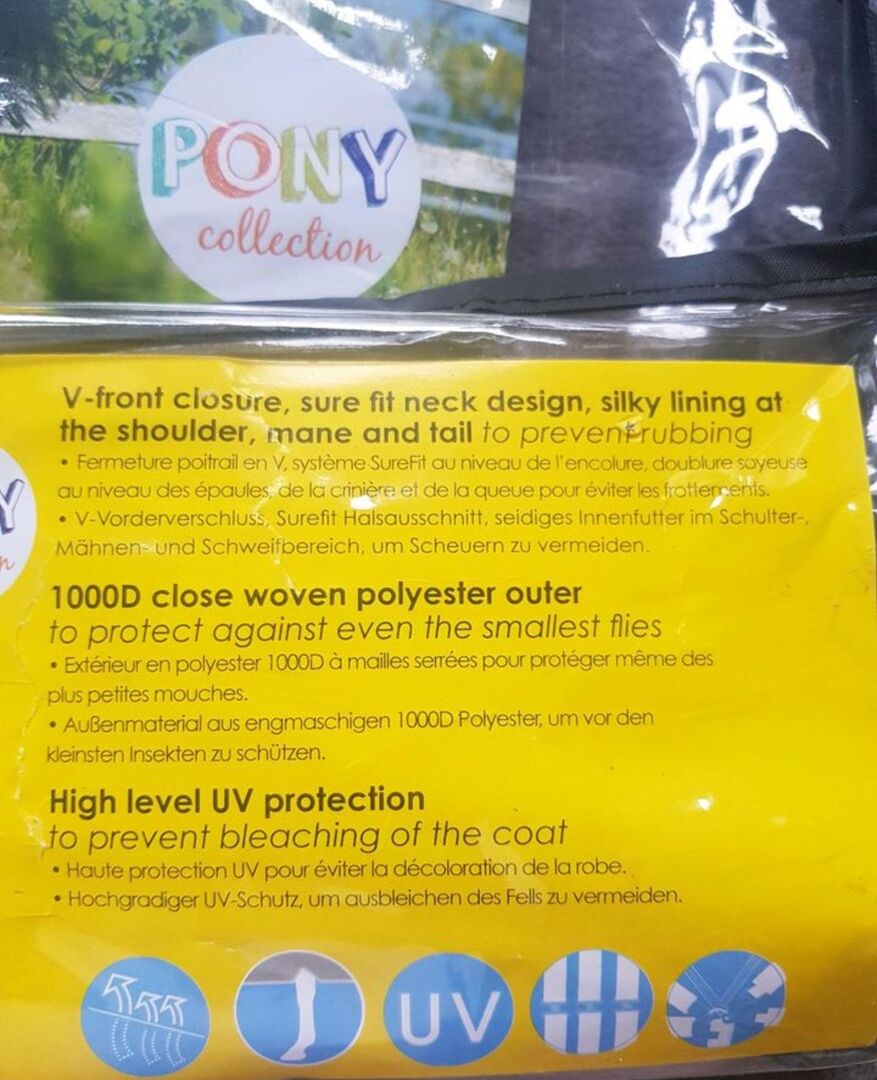 PONY
collection
V-front closure, sure fit neck design, silky lining at
the shoulder, mane and tail to prevent rubbing
• Fermeture poitrail en V, système SureFit au niveau de l'encolure, doublure soyeuse
au niveau des épaules, de la crinière et de la queue pour éviter les frottements.
• V-Vorderverschluss, Surefit Halsausschnitt, seidiges Innenfutter im Schulter-,
Mähnen- und Schweifbereich, um Scheuern zu vermeiden.
1000D close woven polyester outer
to protect against even the smallest flies
• Extérieur en polyester 1000D à mailles serrées pour protéger même des
plus petites mouches.
• Außenmaterial aus engmaschigen 1000D Polyester, um vor den
kleinsten Insekten zu schützen.
High level UV protection
to prevent bleaching of the coat
• Haute protection UV pour éviter la décoloration de la robe.
• Hochgradiger UV-Schutz, um ausbleichen des Fells zu vermeiden.
UV